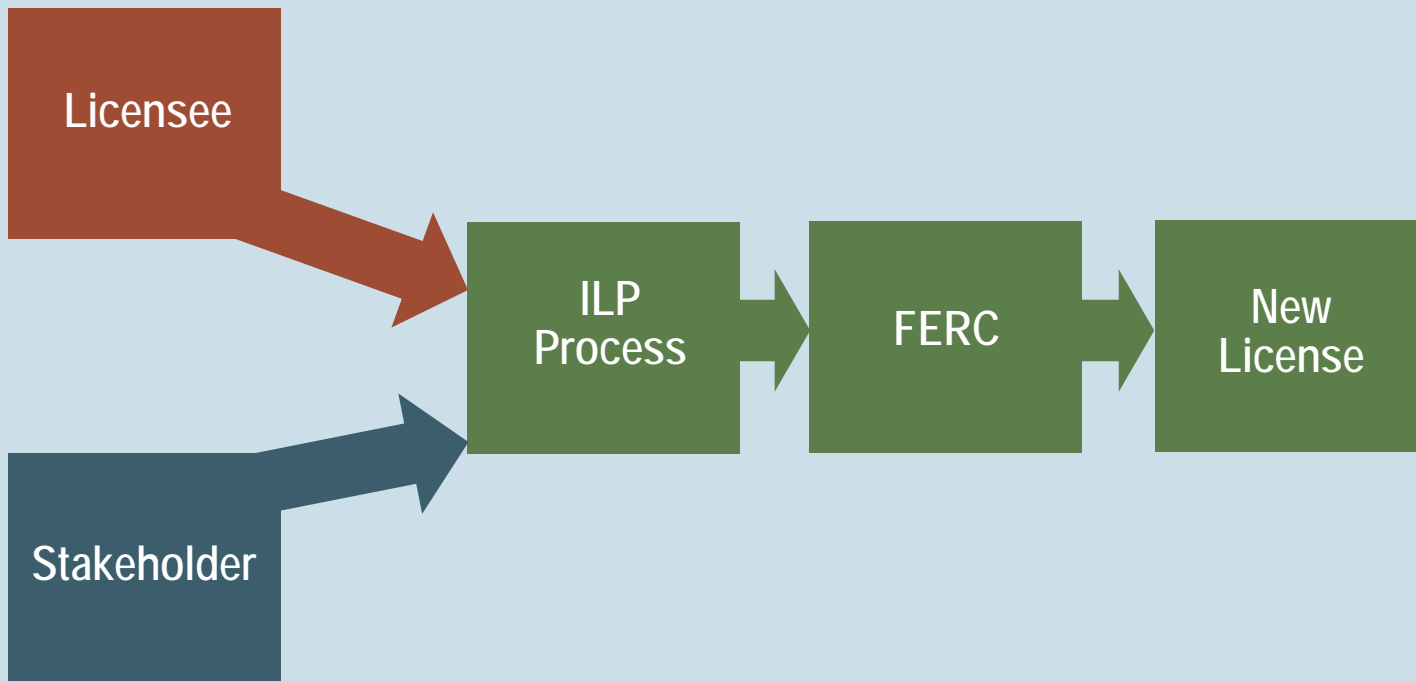 Licensee
ILP
Process
FERC
New
License
Stakeholder